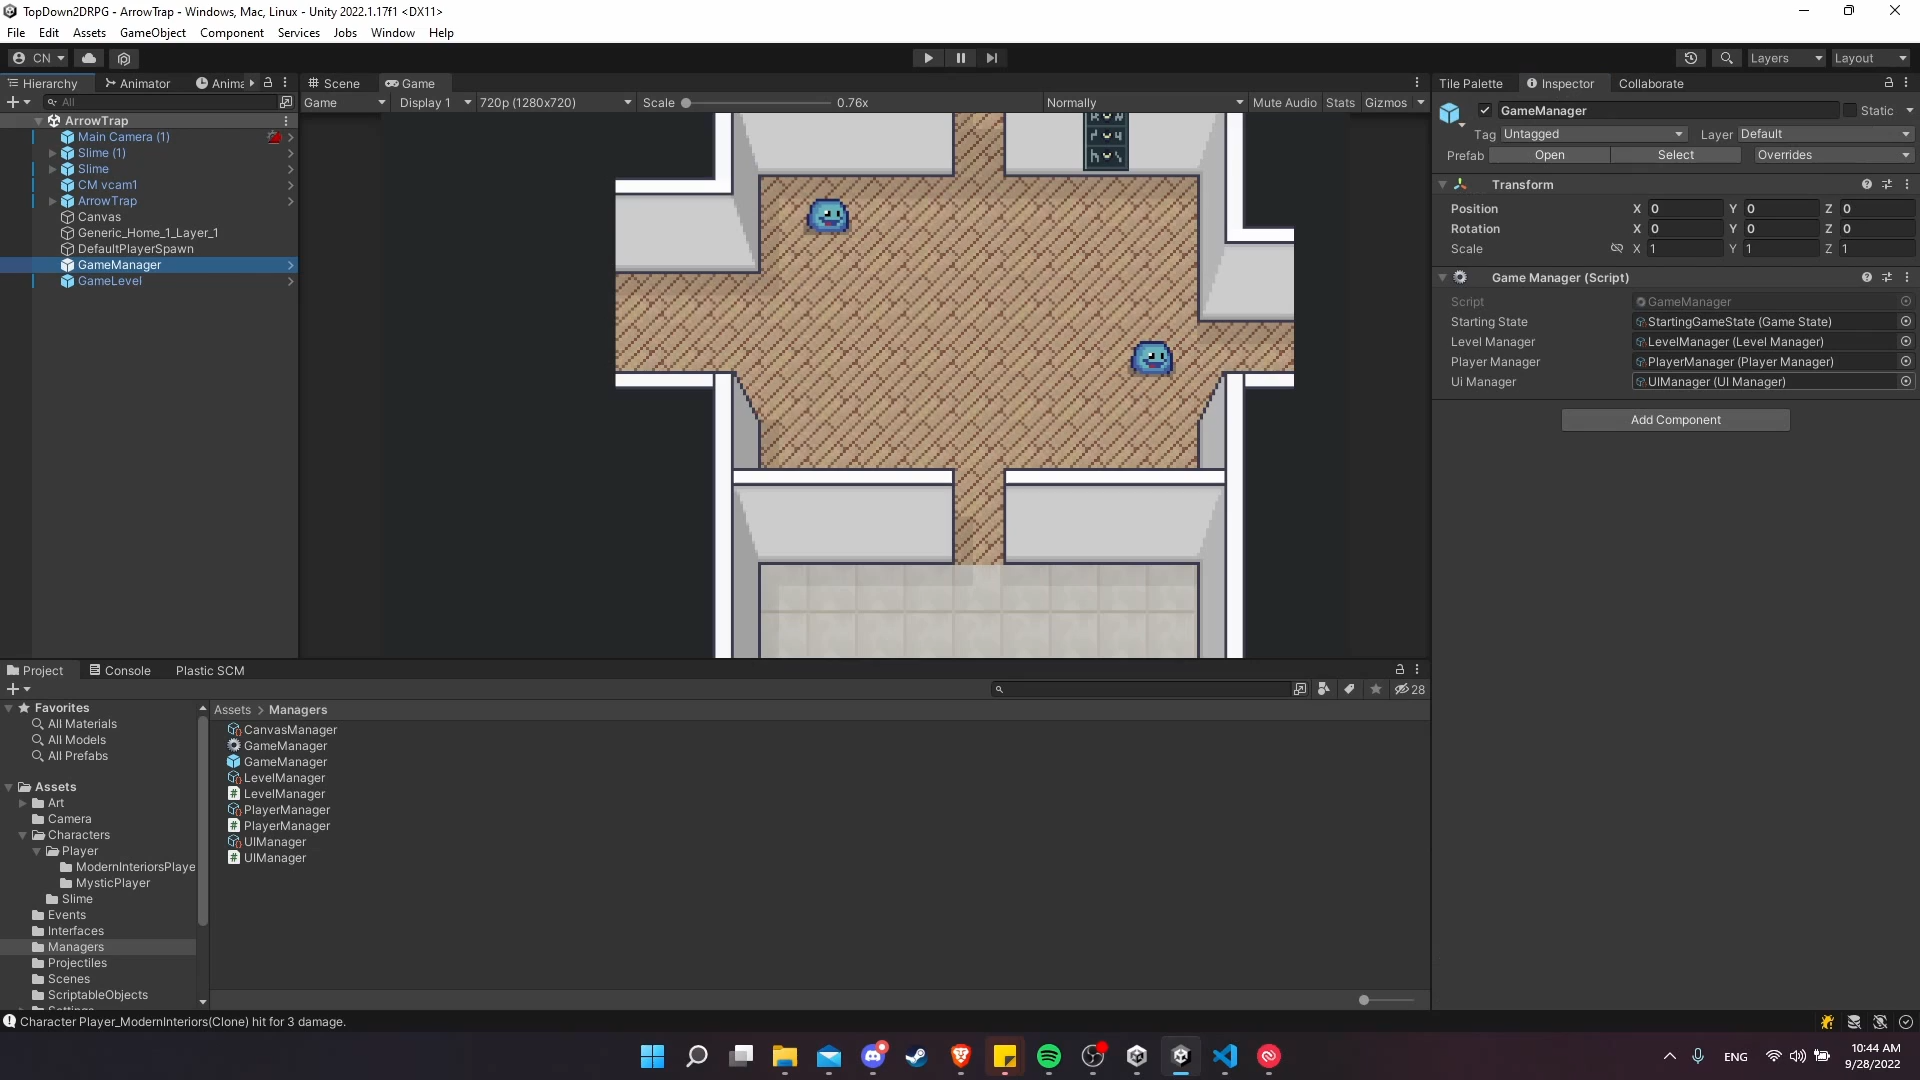 TopDown2DRPG - ArrowTrap - Windows, Mac, Linux - Unity 2022.1.17f1 <DX11>
File Edit Assets GameObject Component Services Jobs Window Help
CN Layers Layout
Hierarchy Animator Anima Scene Game Tile Palette Inspector Collaborate
All Game Display 1 720p (1280x720) Scale 0.76x Normally Mute Audio Stats Gizmos
ArrowTrap
Main Camera (1)
Slime (1)
Slime
CM vcam1
ArrowTrap
Canvas
Generic_Home_1_Layer_1
DefaultPlayerSpawn
GameManager
GameLevel
GameManager Static
Tag Untagged Layer Default
Prefab Open Select Overrides
Transform
Position X 0 Y 0 Z 0
Rotation X 0 Y 0 Z 0
Scale X 1 Y 1 Z 1
Game Manager (Script)
Script GameManager
Starting State StartingGameState (Game State)
Level Manager LevelManager (Level Manager)
Player Manager PlayerManager (Player Manager)
Ui Manager UIManager (UI Manager)
Add Component
Project Console Plastic SCM
28
Favorites
All Materials
All Models
All Prefabs
Assets
Art
Camera
Characters
Player
ModernInteriorsPlaye
MysticPlayer
Slime
Events
Interfaces
Managers
Projectiles
Scenes
ScriptableObjects
Assets > Managers
CanvasManager
GameManager
GameManager
LevelManager
LevelManager
PlayerManager
PlayerManager
UIManager
UIManager
Character Player_ModernInteriors(Clone) hit for 3 damage.
ENG
10:44 AM
9/28/2022